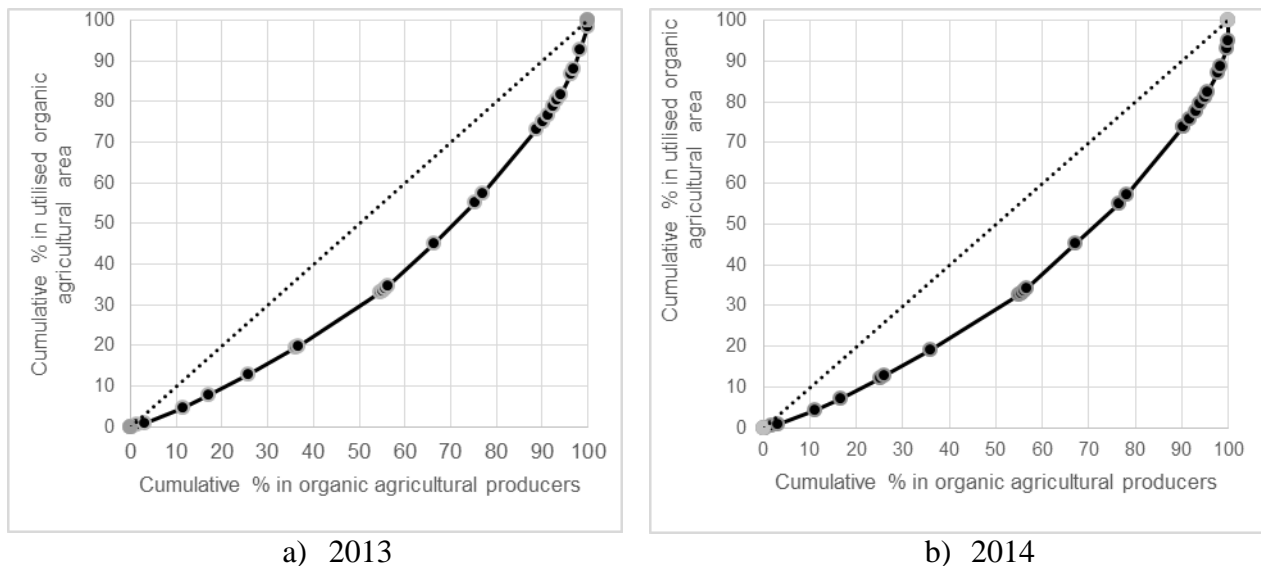 100
90
80
70
60
50
40
30
20
10
0
Cumulative % in utilised organic
agricultural area
0 10 20 30 40 50 60 70 80 90 100
Cumulative % in organic agricultural producers
a) 2013
100
90
80
70
60
50
40
30
20
10
0
Cumulative % in utilised organic
agricultural area
0 10 20 30 40 50 60 70 80 90 100
Cumulative % in organic agricultural producers
b) 2014